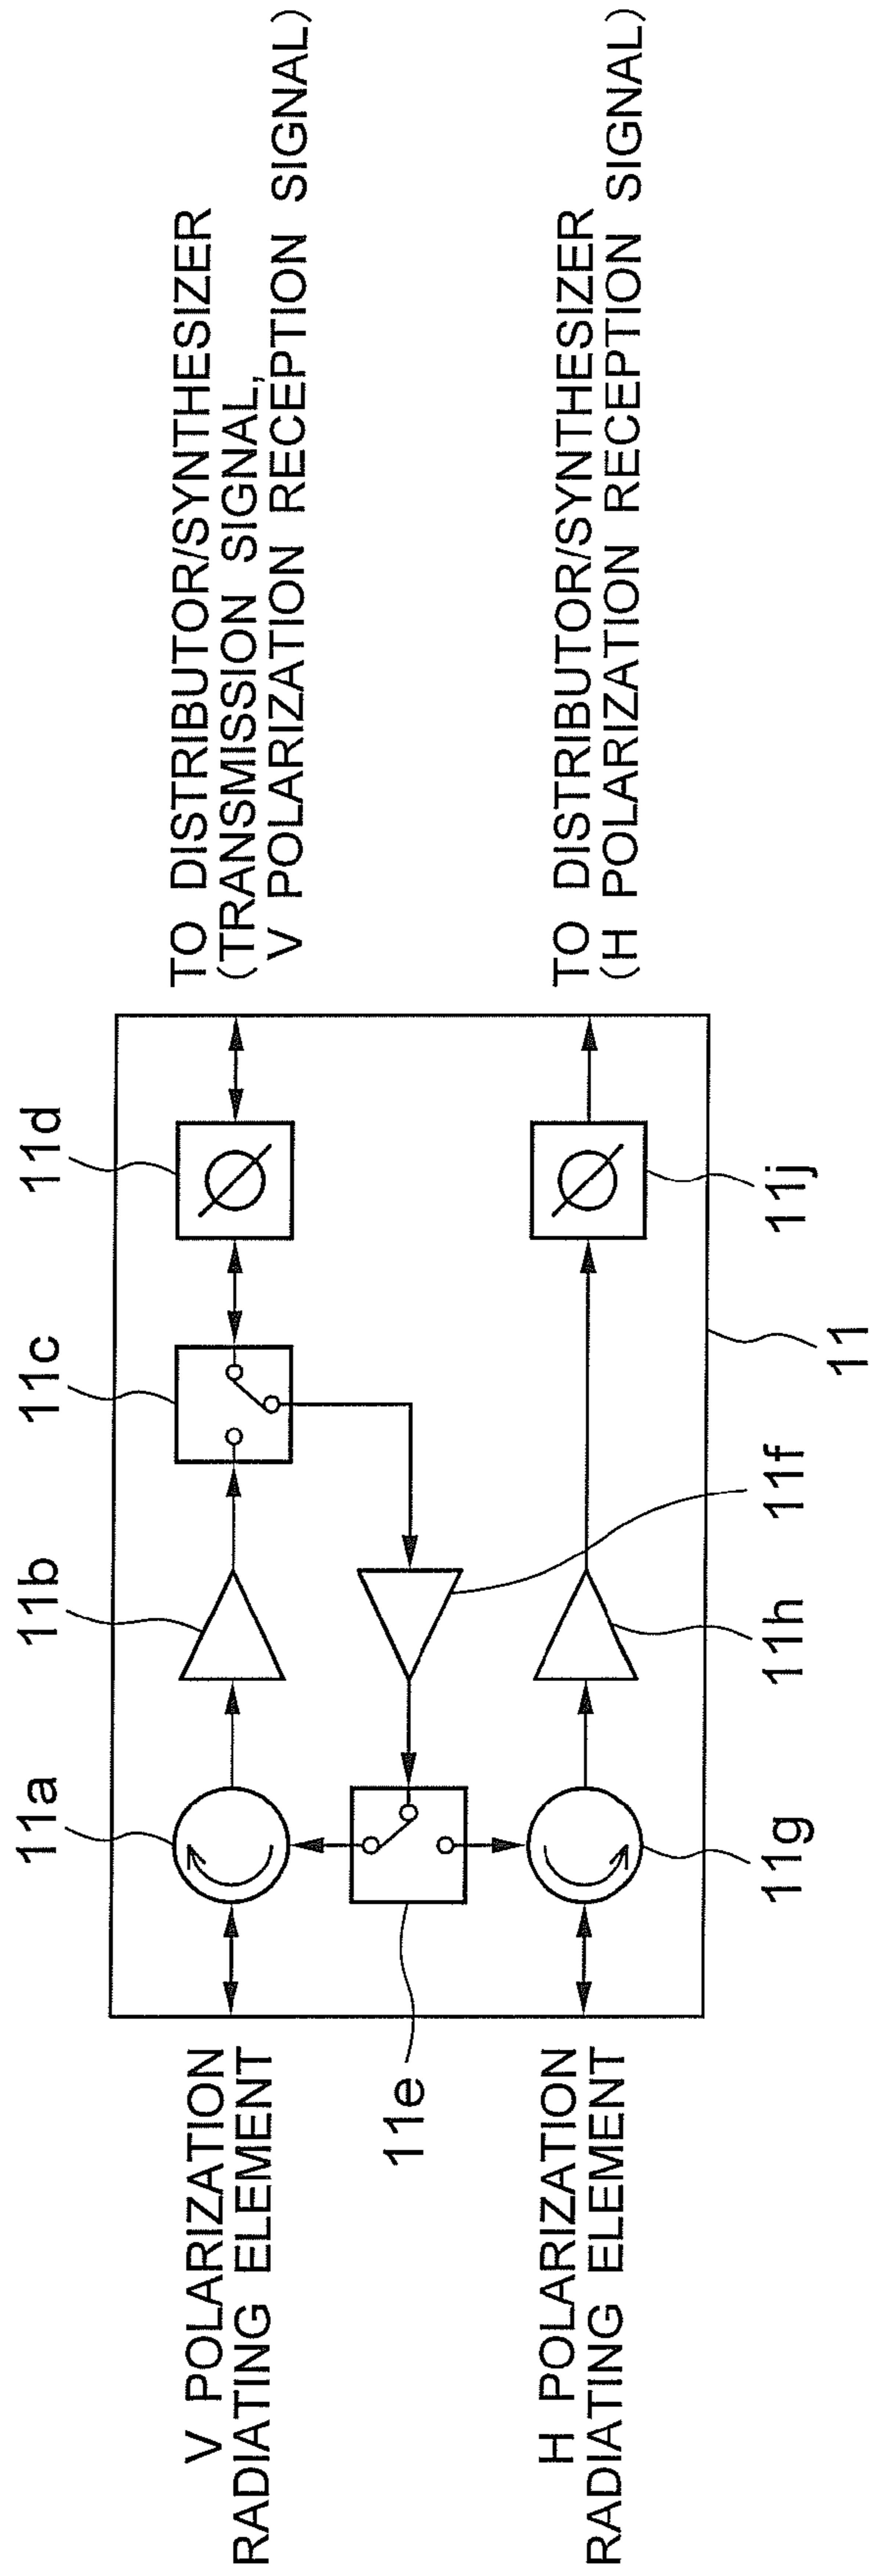 V POLARIZATION
RADIATING ELEMENT
H POLARIZATION
RADIATING ELEMENT
11a
11b
11c
11d
11e
11f
11g
11h
11j
11
TO DISTRIBUTOR/SYNTHESIZER
(TRANSMISSION SIGNAL,
V POLARIZATION RECEPTION SIGNAL)
TO DISTRIBUTOR/SYNTHESIZER
(H POLARIZATION RECEPTION SIGNAL)